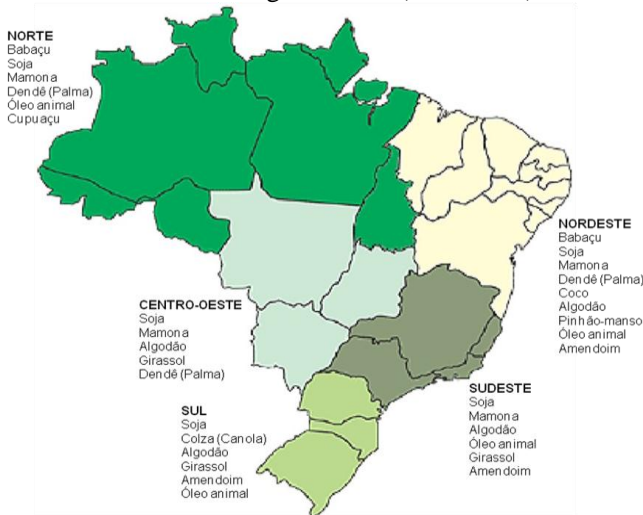 NORTE
Babaçu
Soja
Mamona
Dendê (Palma)
Óleo animal
Cupuaçu
NORDESTE
Babaçu
Soja
Mamona
Dendê (Palma)
Coco
Algodão
Pinhão-manso
Óleo animal
Amendoim
CENTRO-OESTE
Soja
Mamona
Algodão
Girassol
Dendê (Palma)
SUDESTE
Soja
Mamona
Algodão
Óleo animal
Girassol
Amendoim
SUL
Soja
Colza (Canola)
Algodão
Girassol
Amendoim
Óleo animal